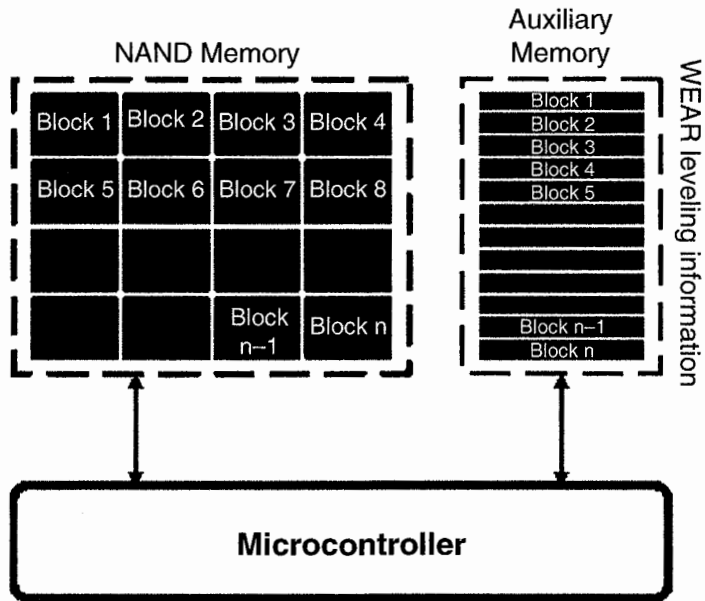 NAND Memory
Auxiliary
Memory
Block 1
Block 2
Block 3
Block 4
Block 5
Block 6
Block 7
Block 8
Block
n–1
Block n
Block 1
Block 2
Block 3
Block 4
Block 5
Block n–1
Block n
WEAR leveling information
Microcontroller